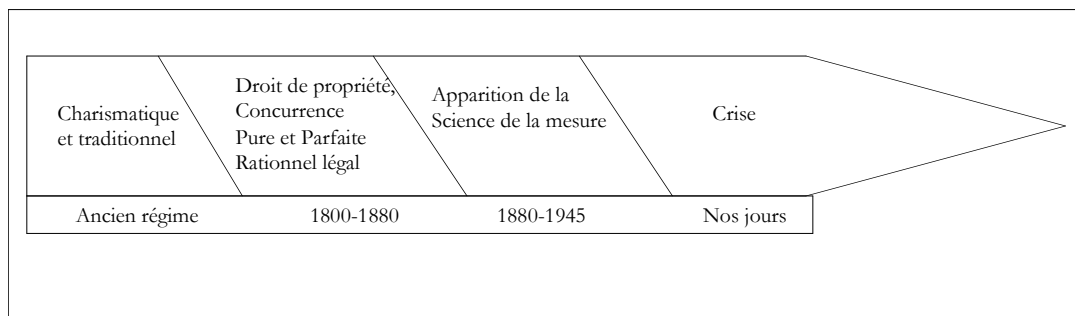 Charismatique
et traditionnel
Droit de propriété,
Concurrence
Pure et Parfaite
Rationnel légal
Apparition de la
Science de la mesure
Crise
Ancien régime
1800-1880
1880-1945
Nos jours